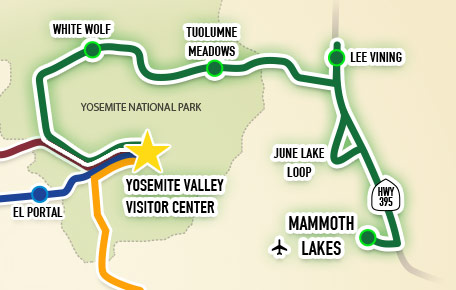 WHITE WOLF
TUOLUMNE
MEADOWS
LEE VINING
YOSEMITE NATIONAL PARK
JUNE LAKE
LOOP
YOSEMITE VALLEY
VISITOR CENTER
EL PORTAL
HWY
395
MAMMOTH
LAKES